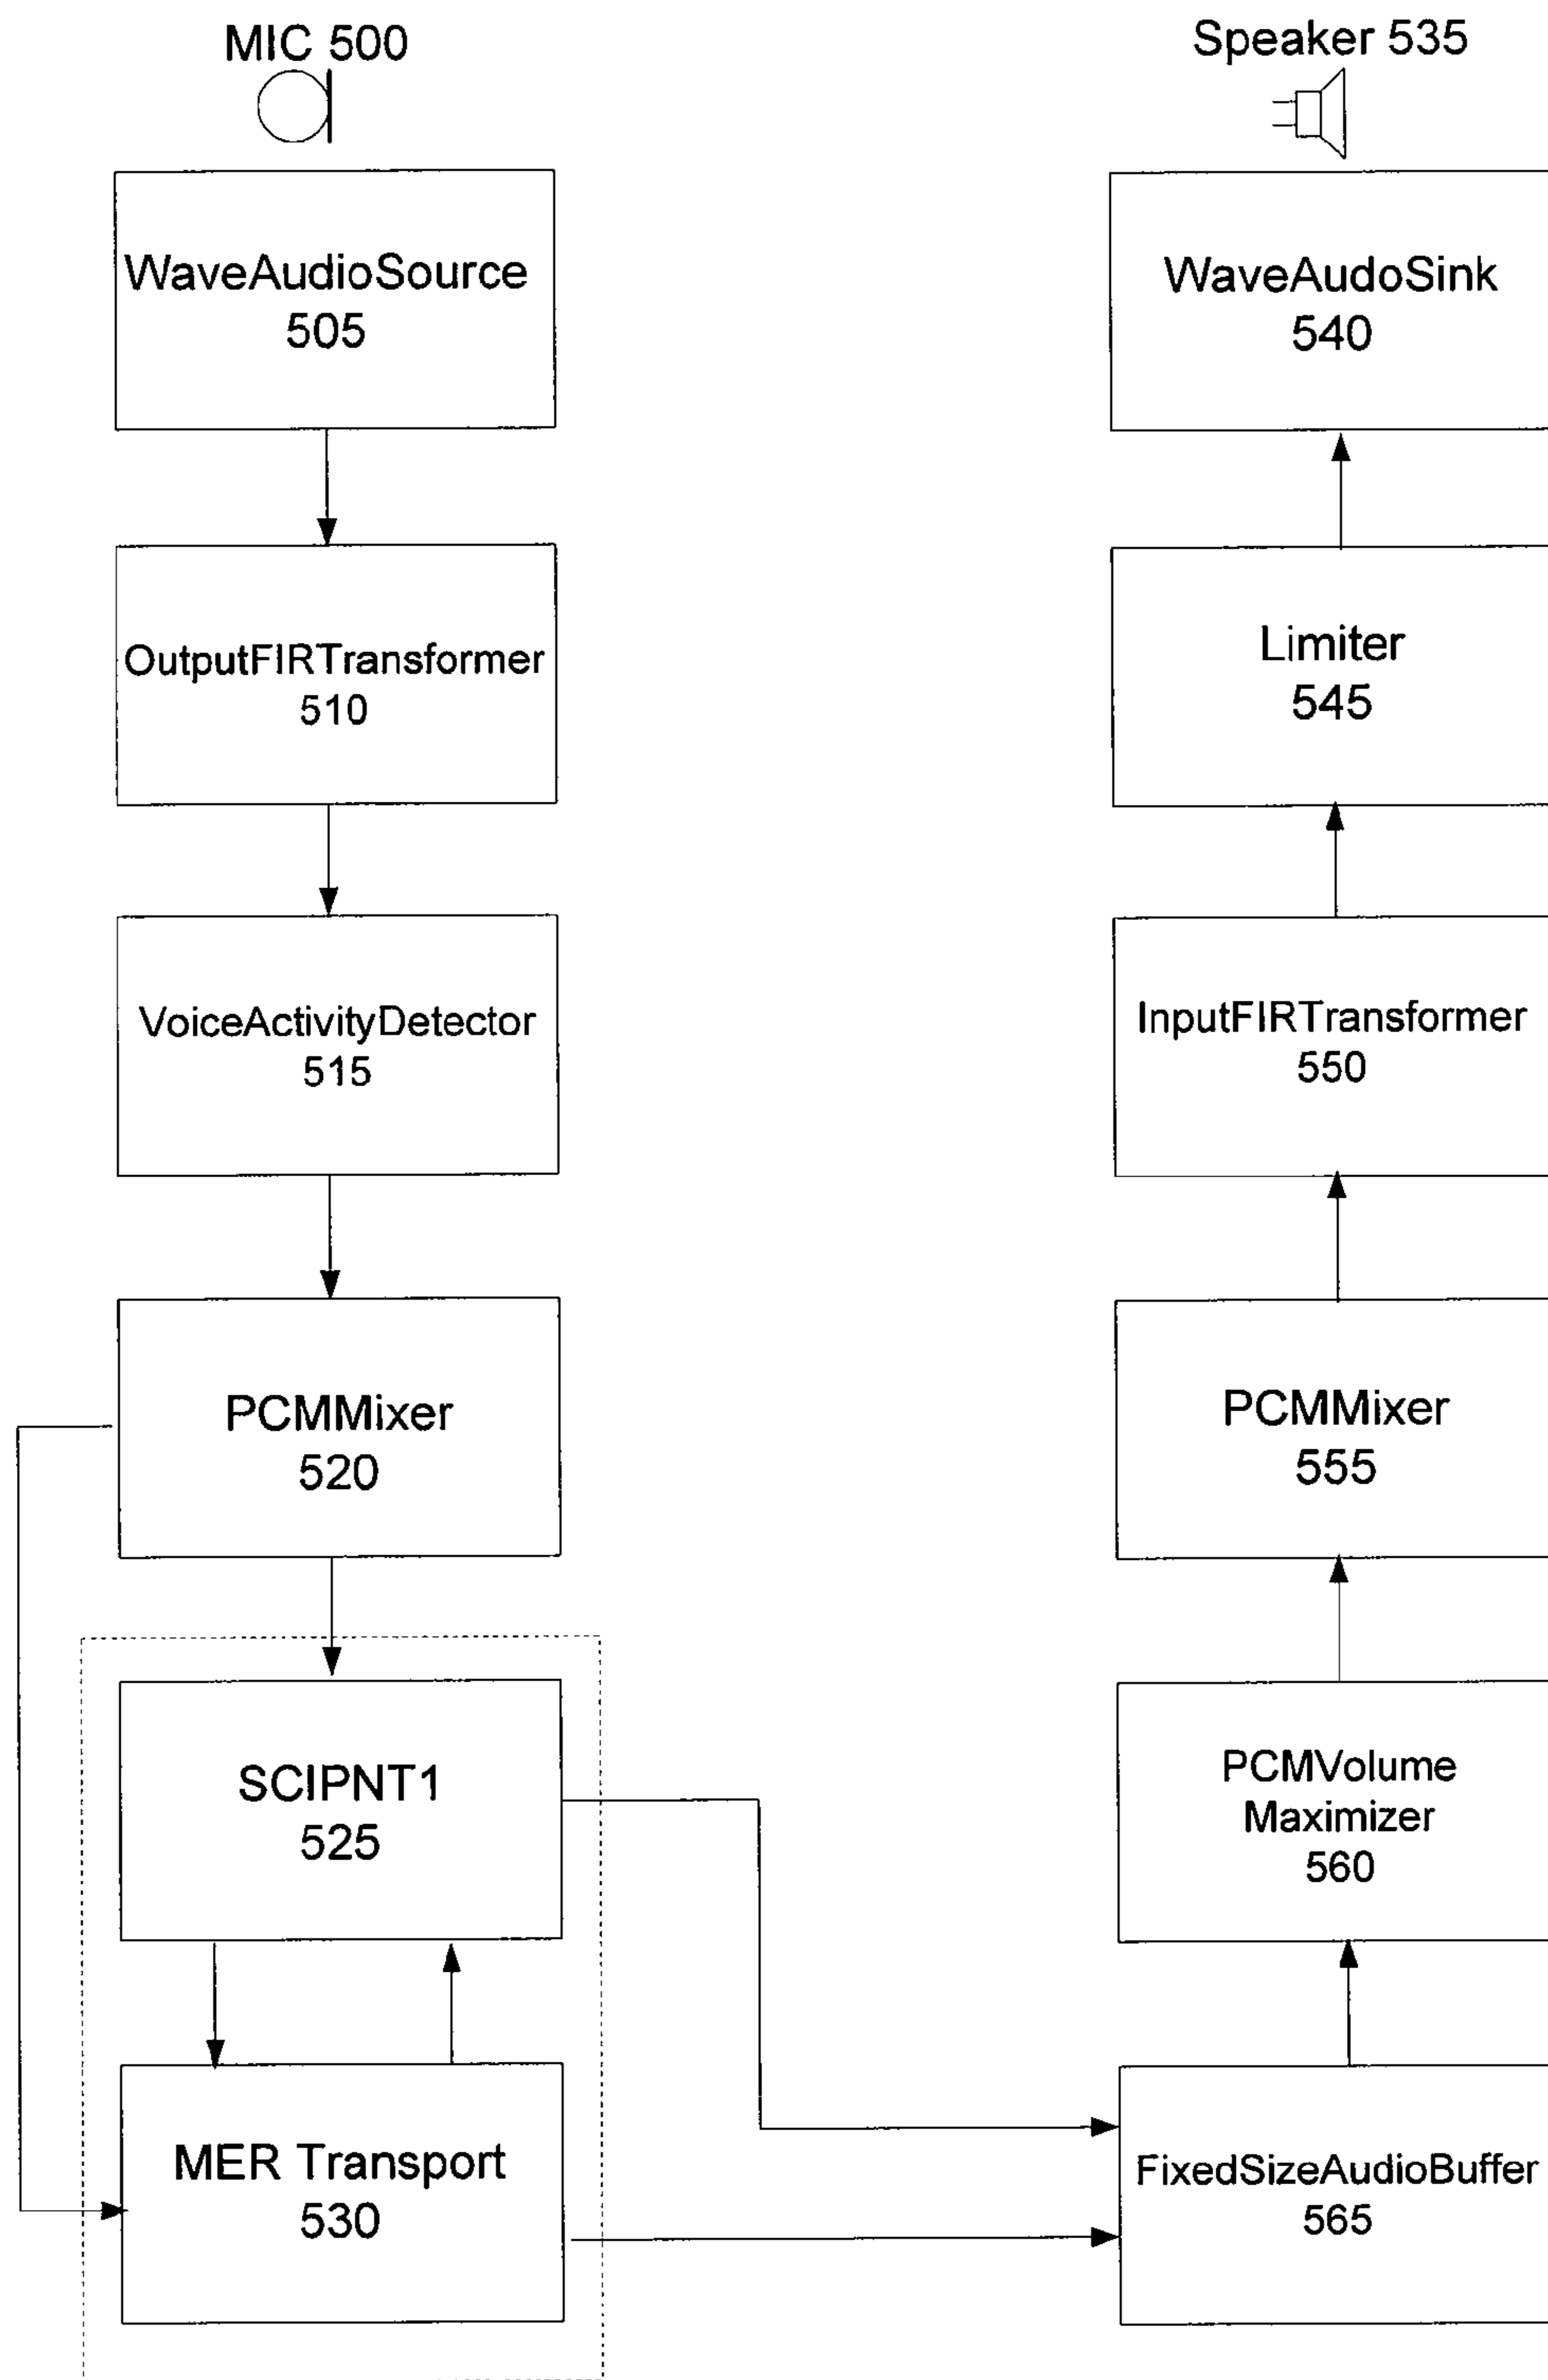 MIC 500
WaveAudioSource
505
OutputFIRTransformer
510
VoiceActivityDetector
515
PCMMixer
520
SCIPNT1
525
MER Transport
530
Speaker 535
WaveAudoSink
540
Limiter
545
InputFIRTransformer
550
PCMMixer
555
PCMVolume
Maximizer
560
FixedSizeAudioBuffer
565